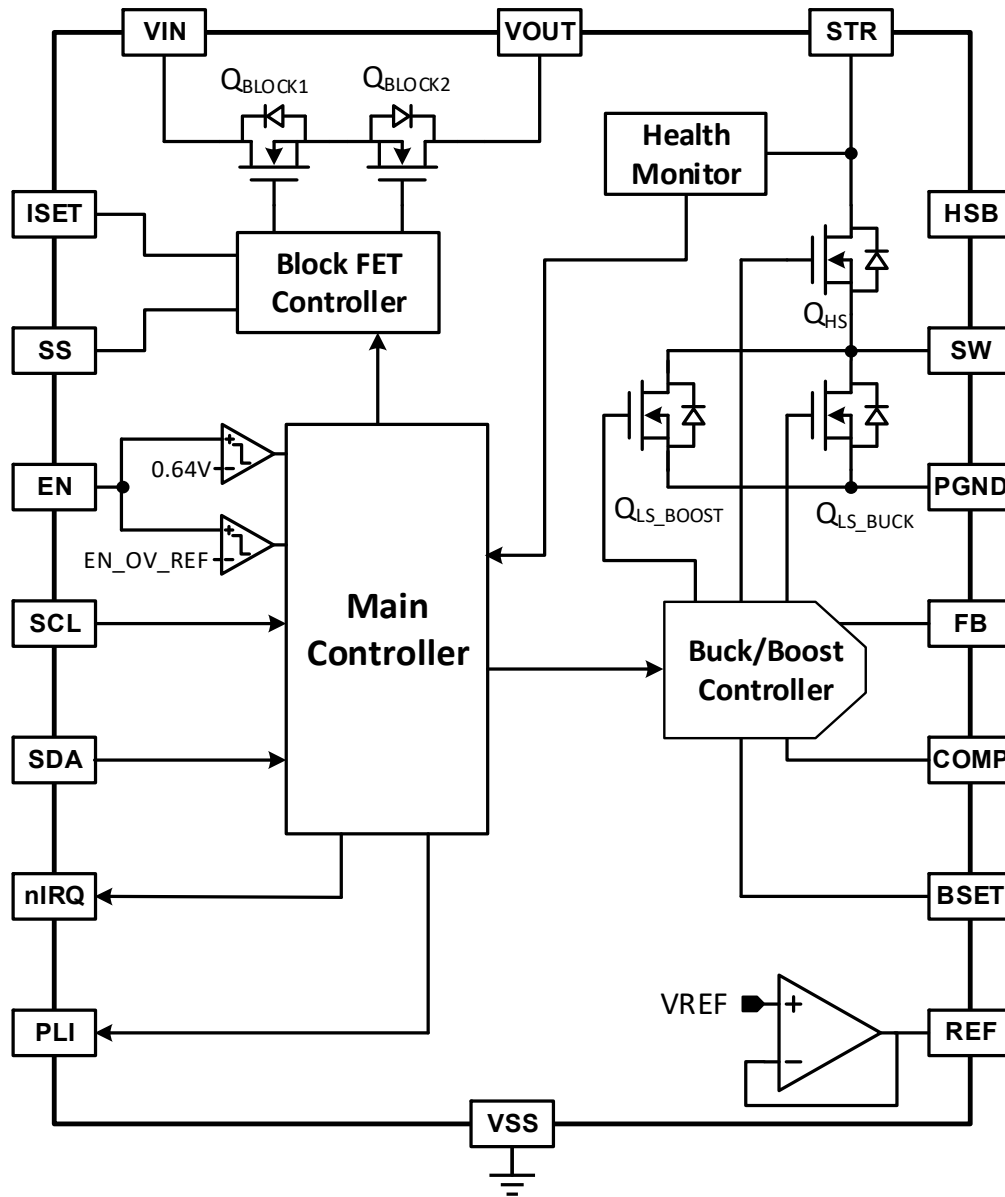 VIN
VOUT
STR
QBLOCK1
QBLOCK2
Health
Monitor
ISET
HSB
Block FET
Controller
QHS
SS
SW
EN
0.64V
PGND
QLS_BOOST
QLS_BUCK
EN_OV_REF
SCL
Main
Controller
FB
Buck/Boost
Controller
SDA
COMP
nIRQ
BSET
VREF
+
−
PLI
REF
VSS